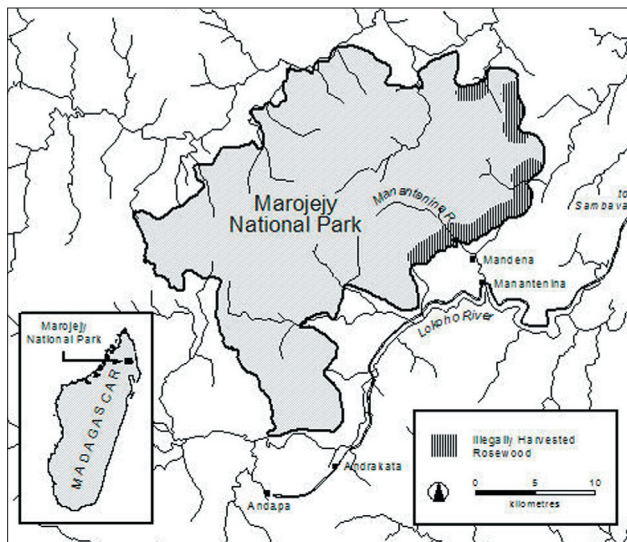 Marojejy
National Park
Manantenina R.
to
Sambava
Mandena
Manantenina
Lokoho River
Marojejy
National Park
MADAGASCAR
Illegally Harvested
Rosewood
0 5 10
kilometres
Andrakata
Andapa